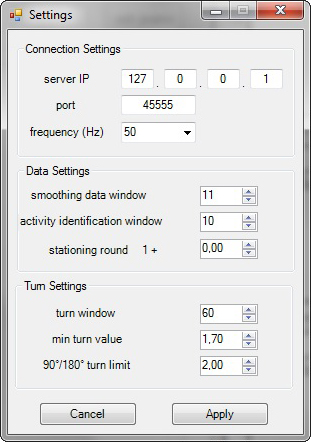 Settings
Connection Settings
server IP 127 . 0 . 0 . 1
port 45555
frequency (Hz) 50
Data Settings
smoothing data window 11
activity identification window 10
stationing round 1 + 0,00
Turn Settings
turn window 60
min turn value 1,70
90°/180° turn limit 2,00
Cancel Apply